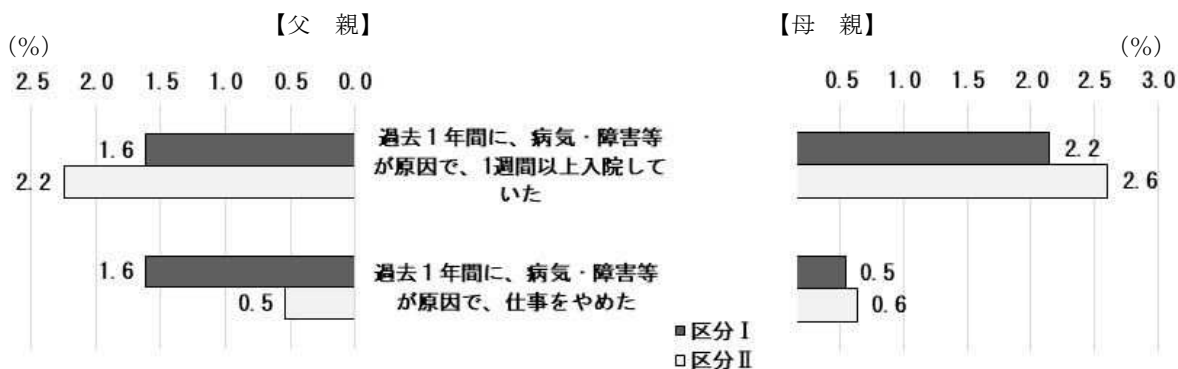 【父 親】 【母 親】
(%) (%)
2.5 2.0 1.5 1.0 0.5 0.0 0.5 1.0 1.5 2.0 2.5 3.0
過去1年間に、病気・障害等
が原因で、1週間以上入院して
いた
1.6 2.2
2.2 2.6
過去1年間に、病気・障害等
が原因で、仕事をやめた
1.6 0.5
0.5 0.6
■区分Ⅰ
□区分Ⅱ